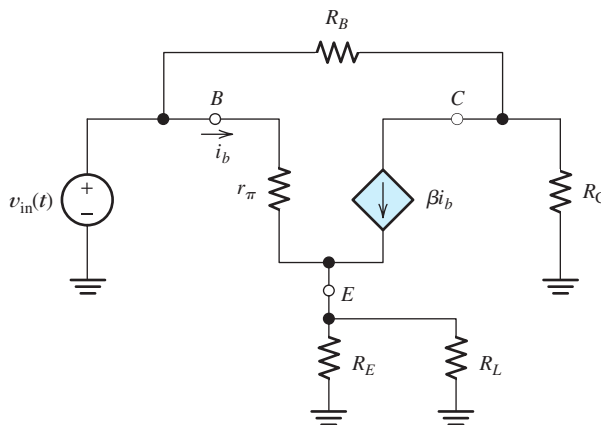 R_B
B
C
i_b
v_in(t)
+
−
r_π
βi_b
R_C
E
R_E
R_L